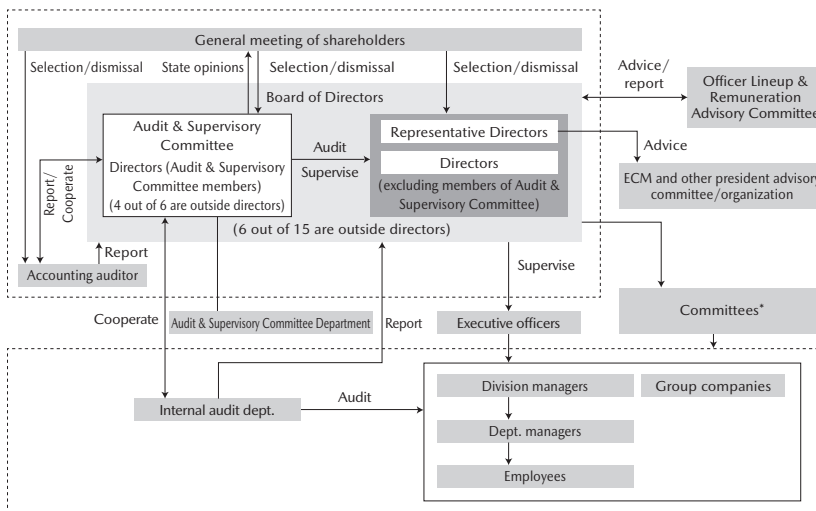 General meeting of shareholders
Selection/dismissal
State opinions
Selection/dismissal
Selection/dismissal
Advice/
report
Officer Lineup &
Remuneration
Advisory Committee
Board of Directors
Audit & Supervisory
Committee
Directors (Audit & Supervisory
Committee members)
(4 out of 6 are outside directors)
Audit
Supervise
Representative Directors
Directors
(excluding members of Audit &
Supervisory Committee)
Advice
ECM and other president advisory
committee/organization
Report/
Cooperate
(6 out of 15 are outside directors)
Report
Accounting auditor
Supervise
Cooperate
Audit & Supervisory Committee Department
Report
Executive officers
Committees*
Internal audit dept.
Audit
Division managers
Group companies
Dept. managers
Employees